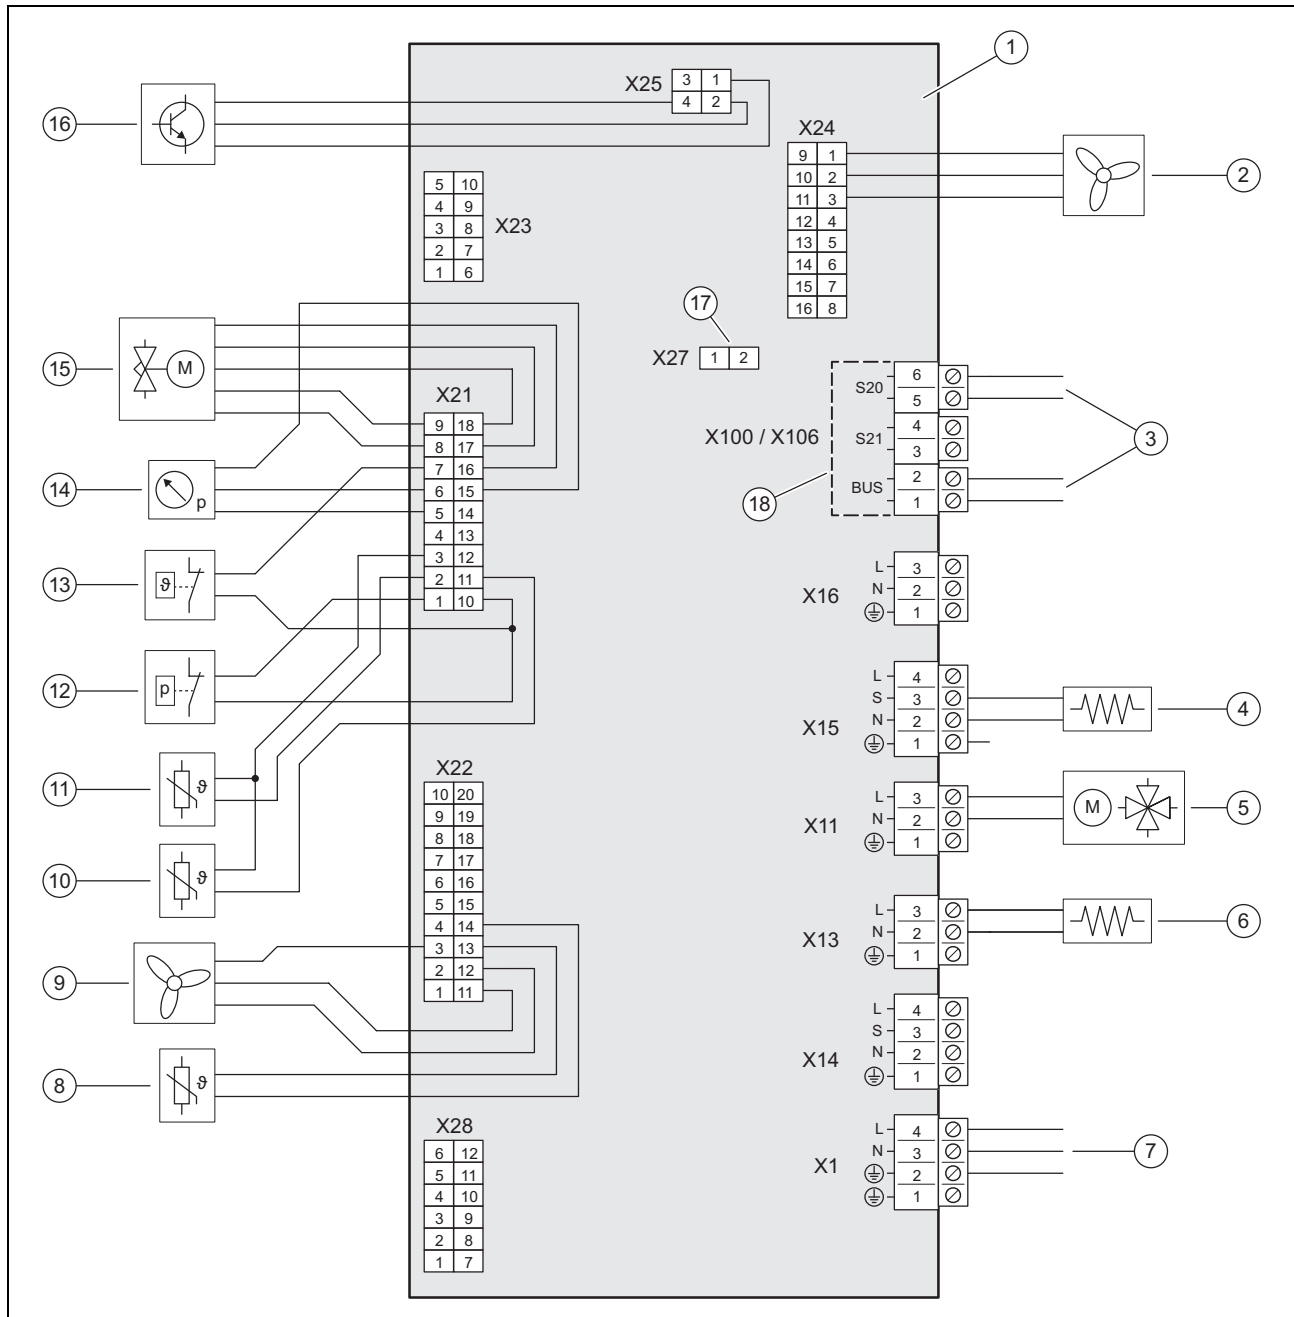 1
X25
3 1
4 2
16
X24
9 1
10 2
11 3
12 4
13 5
14 6
15 7
16 8
2
5 10
4 9
3 8
2 7
1 6
X23
17
X27
1 2
15
M
X21
9 18
8 17
7 16
6 15
5 14
4 13
3 12
2 11
1 10
X100 / X106
S20
6
5
S21
4
3
BUS
2
1
3
18
14
p
13
ϑ
X16
L 3
N 2
1
12
p
X15
L 4
S 3
N 2
1
4
11
ϑ
X22
10 20
9 19
8 18
7 17
6 16
5 15
4 14
3 13
2 12
1 11
X11
L 3
N 2
1
M
5
10
ϑ
X13
L 3
N 2
1
6
9
X14
L 4
S 3
N 2
1
8
ϑ
X28
6 12
5 11
4 10
3 9
2 8
1 7
X1
L 4
N 3
2
1
7